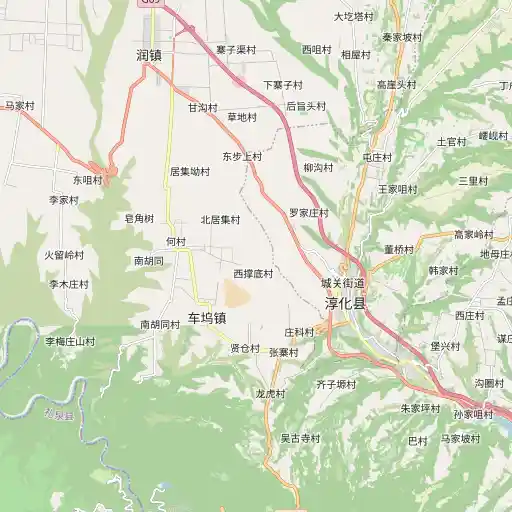 G69
大圪塔村
秦家坡村
润镇
寨子渠村
西咀村
相屋村
下寨子村
高崖头村
马家村
甘沟村
草地村
后旨头村
土官村
嵝岘村
东步上村
屯庄村
柳沟村
东咀村
居集坳村
三里村
王家咀村
李家村
皂角树
北居集村
罗家庄村
何村
高家岭村
董桥村
火留岭村
南胡同
地母庄村
西撑底村
韩家村
李木庄村
城关街道
淳化县
车坞镇
西庄村
南胡同村
庄科村
李梅庄山村
贤仓村
张寨村
堡兴村
齐子塬村
沟圈村
龙虎村
朱家坪村
孙家咀村
礼泉县
吴古寺村
巴村
马家坡村